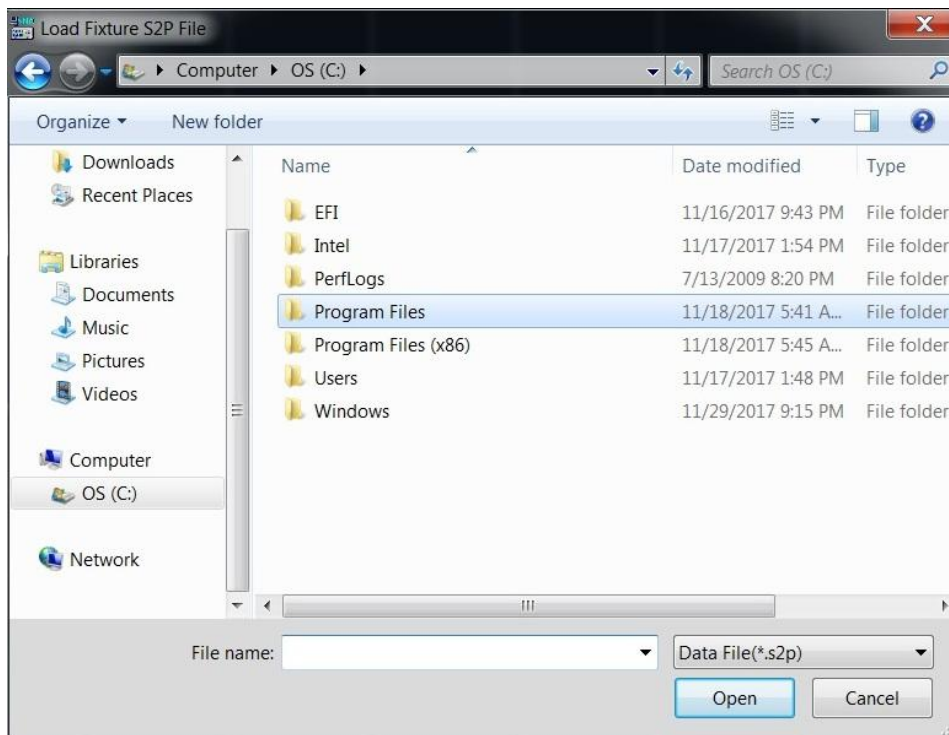 Load Fixture S2P File
Computer OS (C:)
Search OS (C:)
Organize New folder
Downloads
Recent Places
Libraries
Documents
Music
Pictures
Videos
Computer
OS (C:)
Network
Name Date modified Type
EFI 11/16/2017 9:43 PM File folder
Intel 11/17/2017 1:54 PM File folder
PerfLogs 7/13/2009 8:20 PM File folder
Program Files 11/18/2017 5:41 A... File folder
Program Files (x86) 11/18/2017 5:45 A... File folder
Users 11/17/2017 1:48 PM File folder
Windows 11/29/2017 9:15 PM File folder
File name: Data File(*.s2p)
Open Cancel